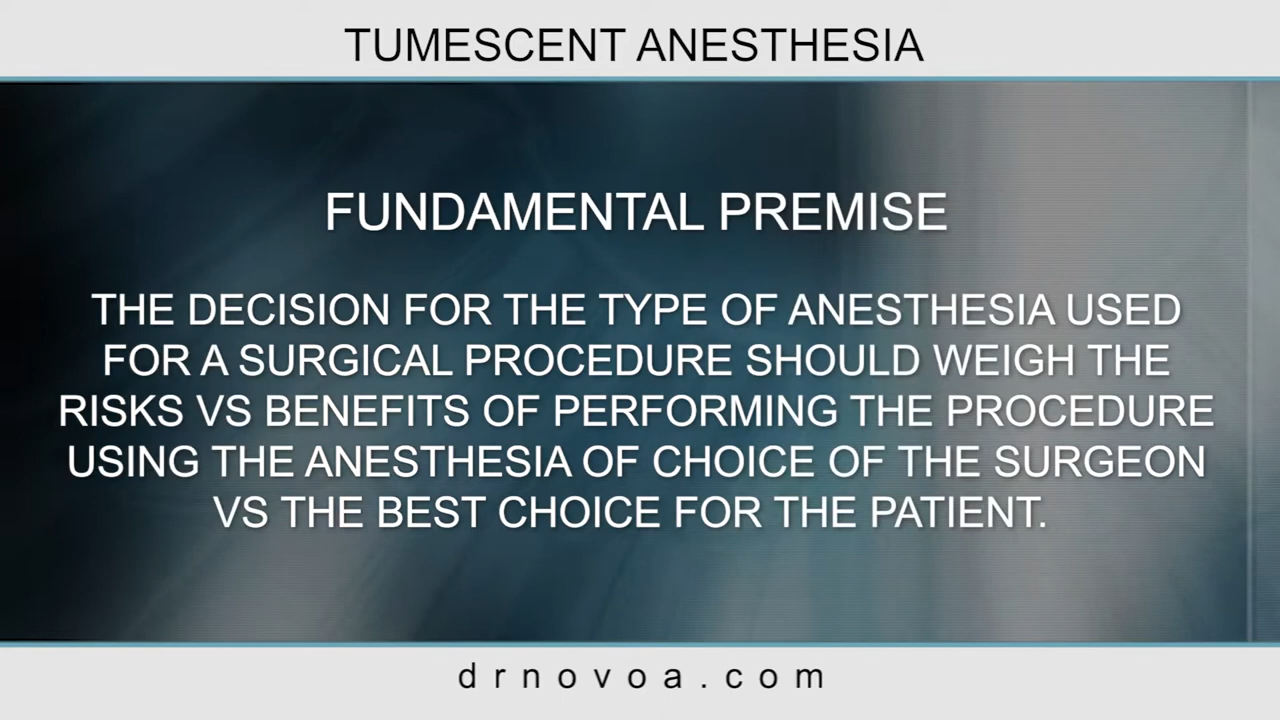 TUMESCENT ANESTHESIA
FUNDAMENTAL PREMISE
THE DECISION FOR THE TYPE OF ANESTHESIA USED
FOR A SURGICAL PROCEDURE SHOULD WEIGH THE
RISKS VS BENEFITS OF PERFORMING THE PROCEDURE
USING THE ANESTHESIA OF CHOICE OF THE SURGEON
VS THE BEST CHOICE FOR THE PATIENT.
drnovoa.com